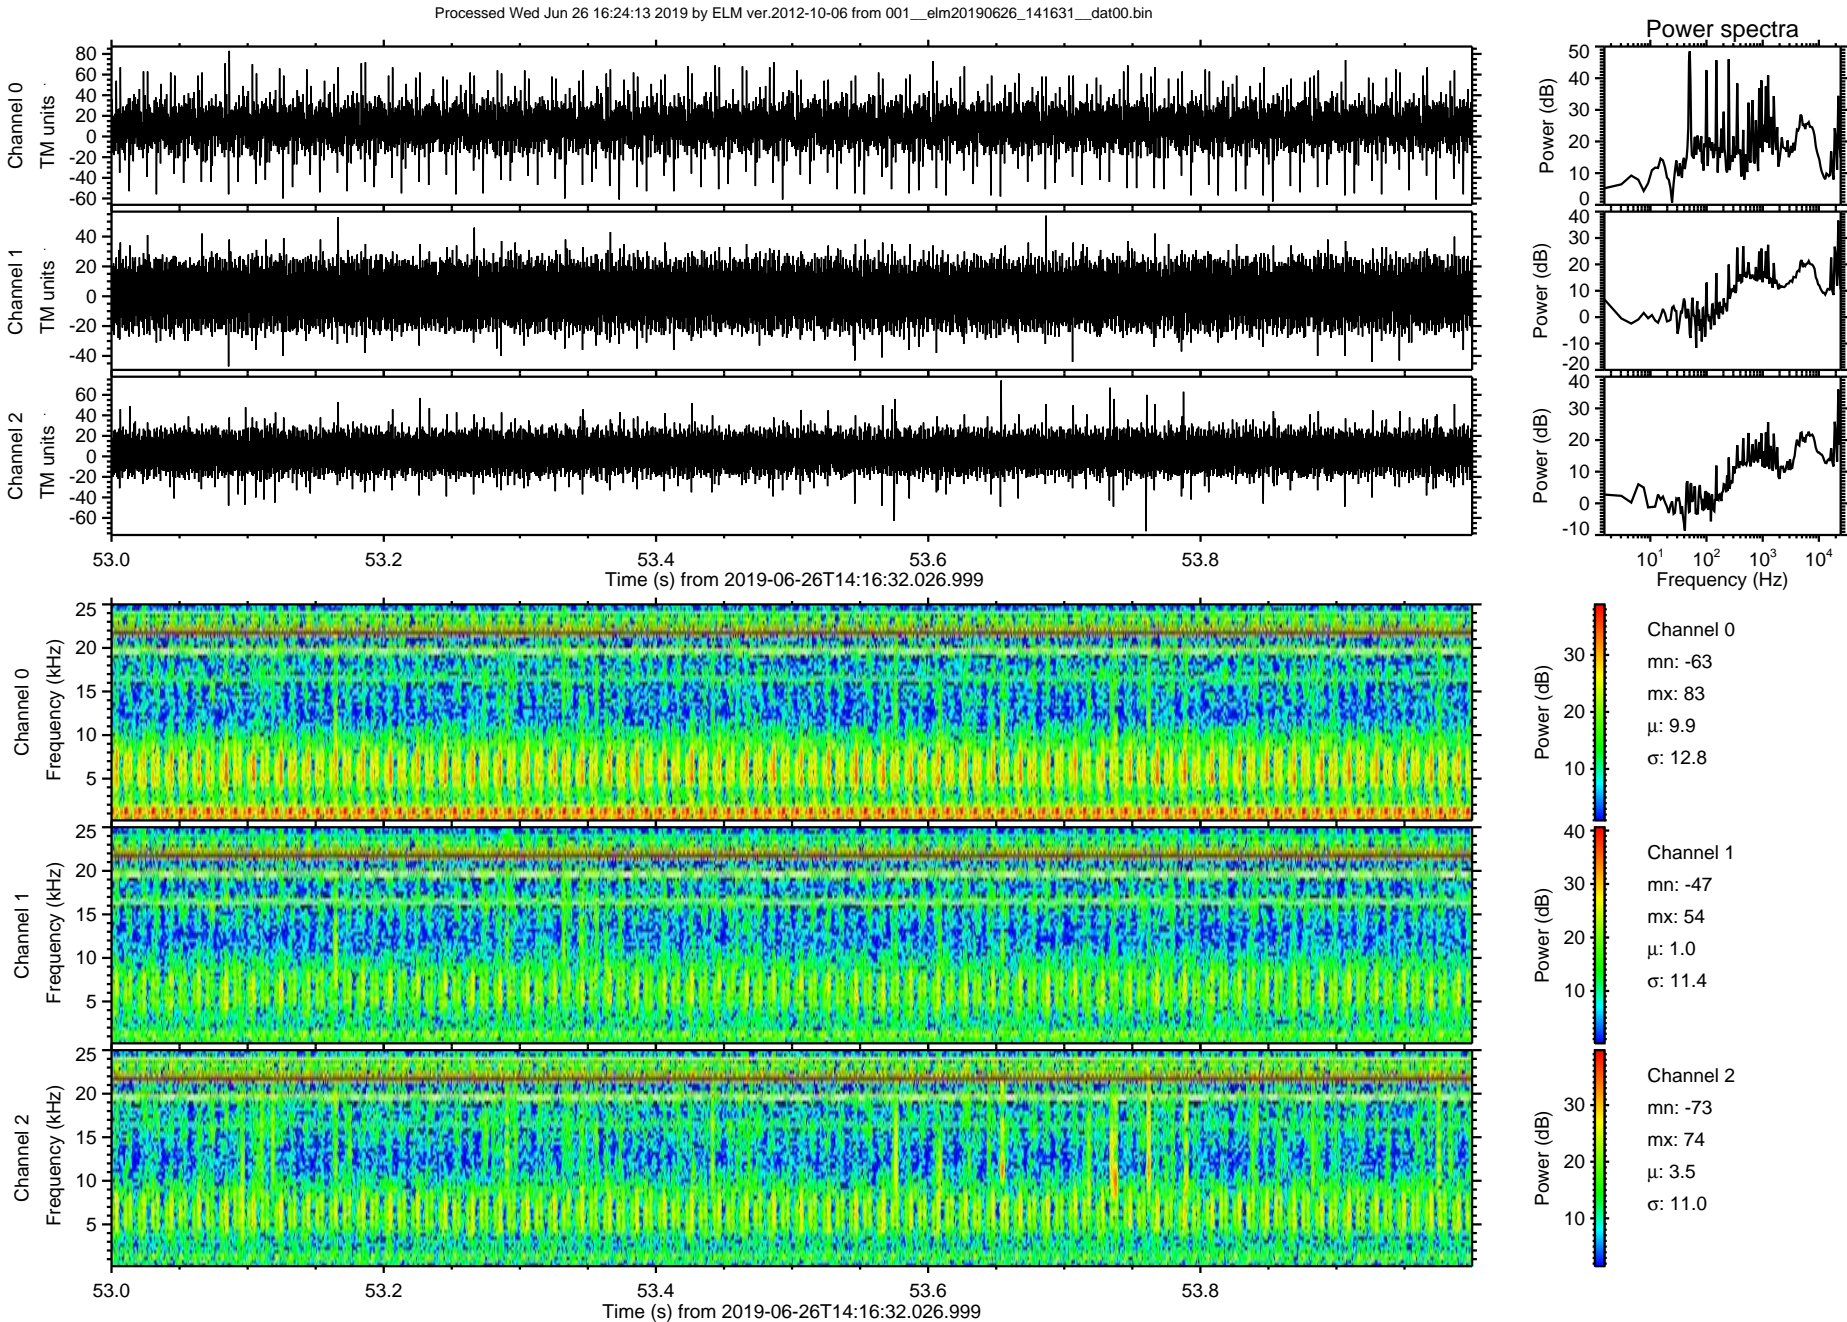 Processed Wed Jun 26 16:24:13 2019 by ELM ver.2012-10-06 from 001__elm20190626_141631__dat00.bin
Power spectra
Channel 0
TM units
80
60
40
20
0
-20
-40
-60
Power (dB)
50
40
30
20
10
0
Channel 1
TM units
40
20
0
-20
-40
Power (dB)
40
30
20
10
0
-10
-20
Channel 2
TM units
60
40
20
0
-20
-40
-60
Power (dB)
40
30
20
10
0
-10
53.0 53.2 53.4 53.6 53.8
Time (s) from 2019-06-26T14:16:32.026.999
10¹ 10² 10³ 10⁴
Frequency (Hz)
Channel 0
Frequency (kHz)
25
20
15
10
5
Power (dB)
30
20
10
Channel 0
mn: -63
mx: 83
μ: 9.9
σ: 12.8
Channel 1
Frequency (kHz)
25
20
15
10
5
Power (dB)
40
30
20
10
Channel 1
mn: -47
mx: 54
μ: 1.0
σ: 11.4
Channel 2
Frequency (kHz)
25
20
15
10
5
Power (dB)
30
20
10
Channel 2
mn: -73
mx: 74
μ: 3.5
σ: 11.0
53.0 53.2 53.4 53.6 53.8
Time (s) from 2019-06-26T14:16:32.026.999